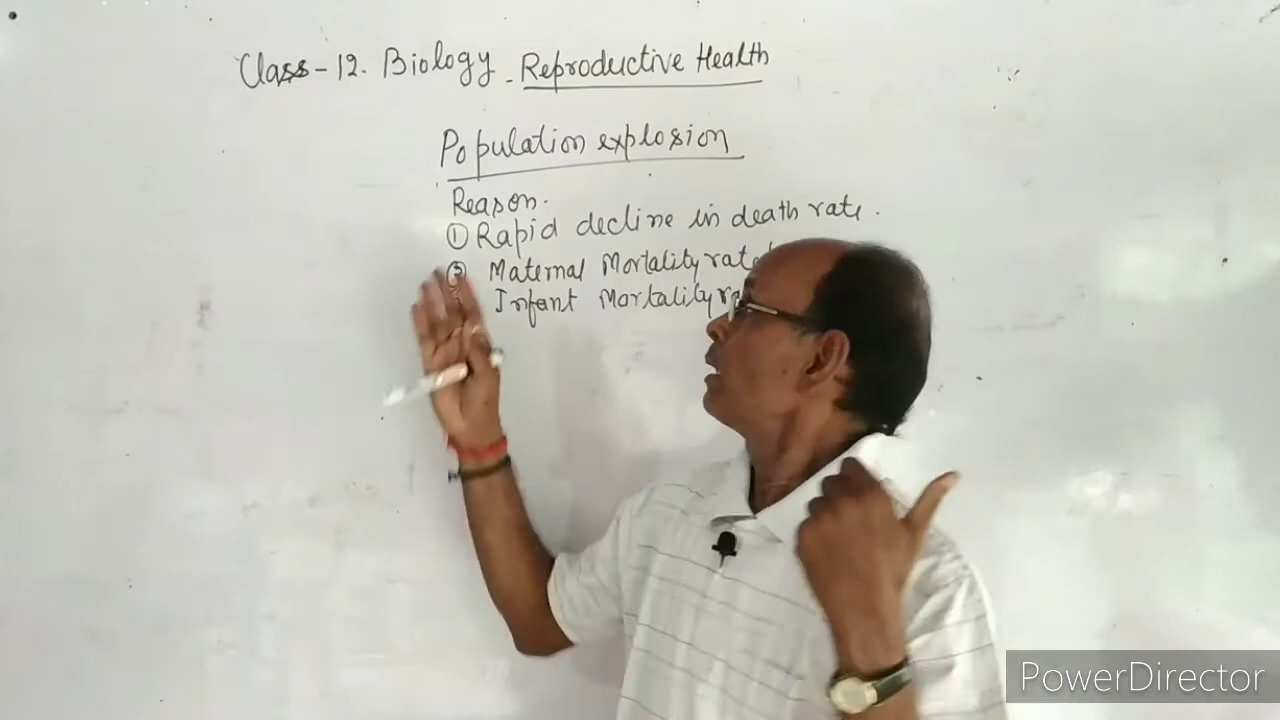 Class-12. Biology - Reproductive Health
Population explosion
Reason.
① Rapid decline in death rate.
Maternal Mortality rate
Infant Mortality
PowerDirector